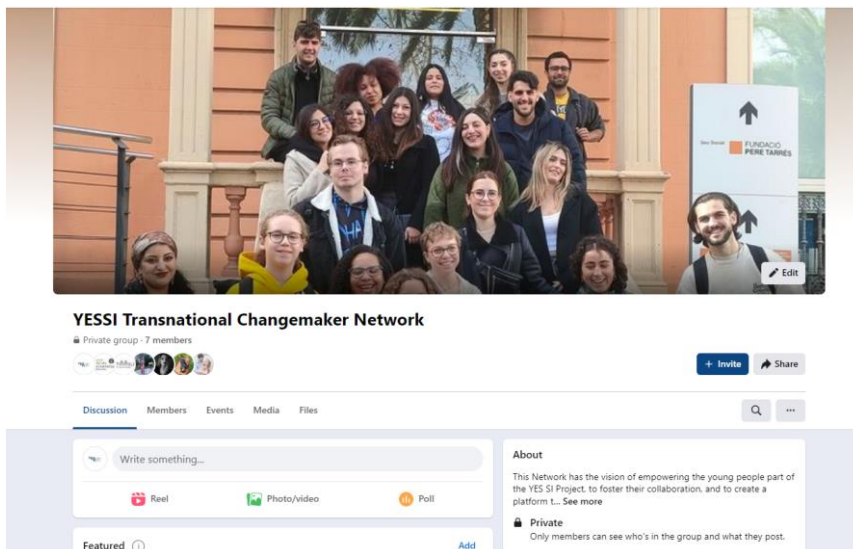 Seu Social
FUNDACIÓ
PERE TARRÉS
Edit
YESSI Transnational Changemaker Network
Private group · 7 members
+ Invite
Share
Discussion
Members
Events
Media
Files
...
Write something...
Reel
Photo/video
Poll
Featured
Add
About
This Network has the vision of empowering the young people part of
the YES SI Project, to foster their collaboration, and to create a
platform t... See more
Private
Only members can see who's in the group and what they post.